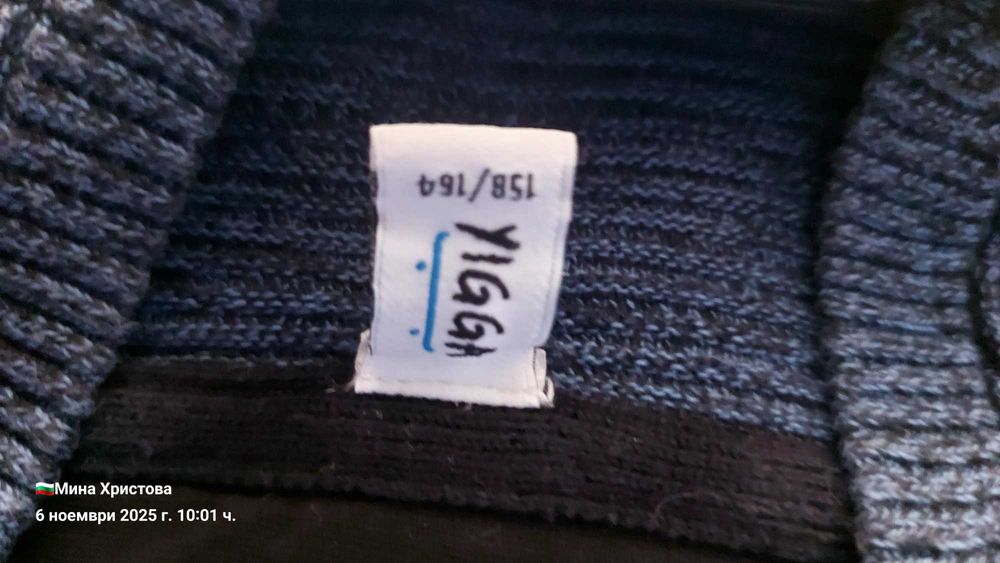 158/164
YIGGA
🇧🇬Мина Христова
6 ноември 2025 г. 10:01 ч.